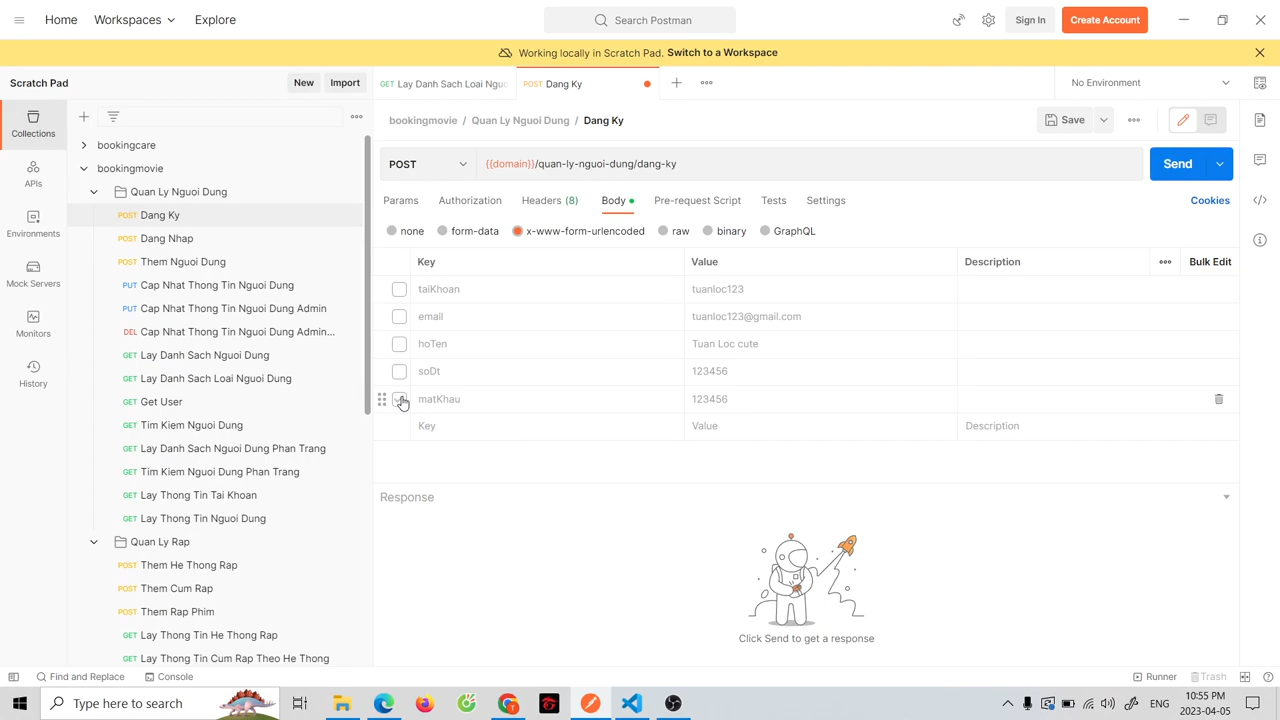 Home Workspaces Explore Search Postman Sign In Create Account
Working locally in Scratch Pad. Switch to a Workspace
Scratch Pad New Import GET Lay Danh Sach Loai Nguo POST Dang Ky No Environment
Collections
APIs
Environments
Mock Servers
Monitors
History
bookingcare
bookingmovie
Quan Ly Nguoi Dung
POST Dang Ky
POST Dang Nhap
POST Them Nguoi Dung
PUT Cap Nhat Thong Tin Nguoi Dung
PUT Cap Nhat Thong Tin Nguoi Dung Admin
DEL Cap Nhat Thong Tin Nguoi Dung Admin...
GET Lay Danh Sach Nguoi Dung
GET Lay Danh Sach Loai Nguoi Dung
GET Get User
GET Tim Kiem Nguoi Dung
GET Lay Danh Sach Nguoi Dung Phan Trang
GET Tim Kiem Nguoi Dung Phan Trang
GET Lay Thong Tin Tai Khoan
GET Lay Thong Tin Nguoi Dung
Quan Ly Rap
POST Them He Thong Rap
POST Them Cum Rap
POST Them Rap Phim
GET Lay Thong Tin He Thong Rap
GET Lay Thong Tin Cum Rap Theo He Thong
bookingmovie / Quan Ly Nguoi Dung / Dang Ky Save
POST {{domain}}/quan-ly-nguoi-dung/dang-ky Send
Params Authorization Headers (8) Body Pre-request Script Tests Settings Cookies
none form-data x-www-form-urlencoded raw binary GraphQL
Key Value Description Bulk Edit
taiKhoan tuanloc123
email tuanloc123@gmail.com
hoTen Tuan Loc cute
soDt 123456
matKhau 123456
Key Value Description
Response
Click Send to get a response
Find and Replace Console Runner Trash
Type here to search ENG 10:55 PM
2023-04-05